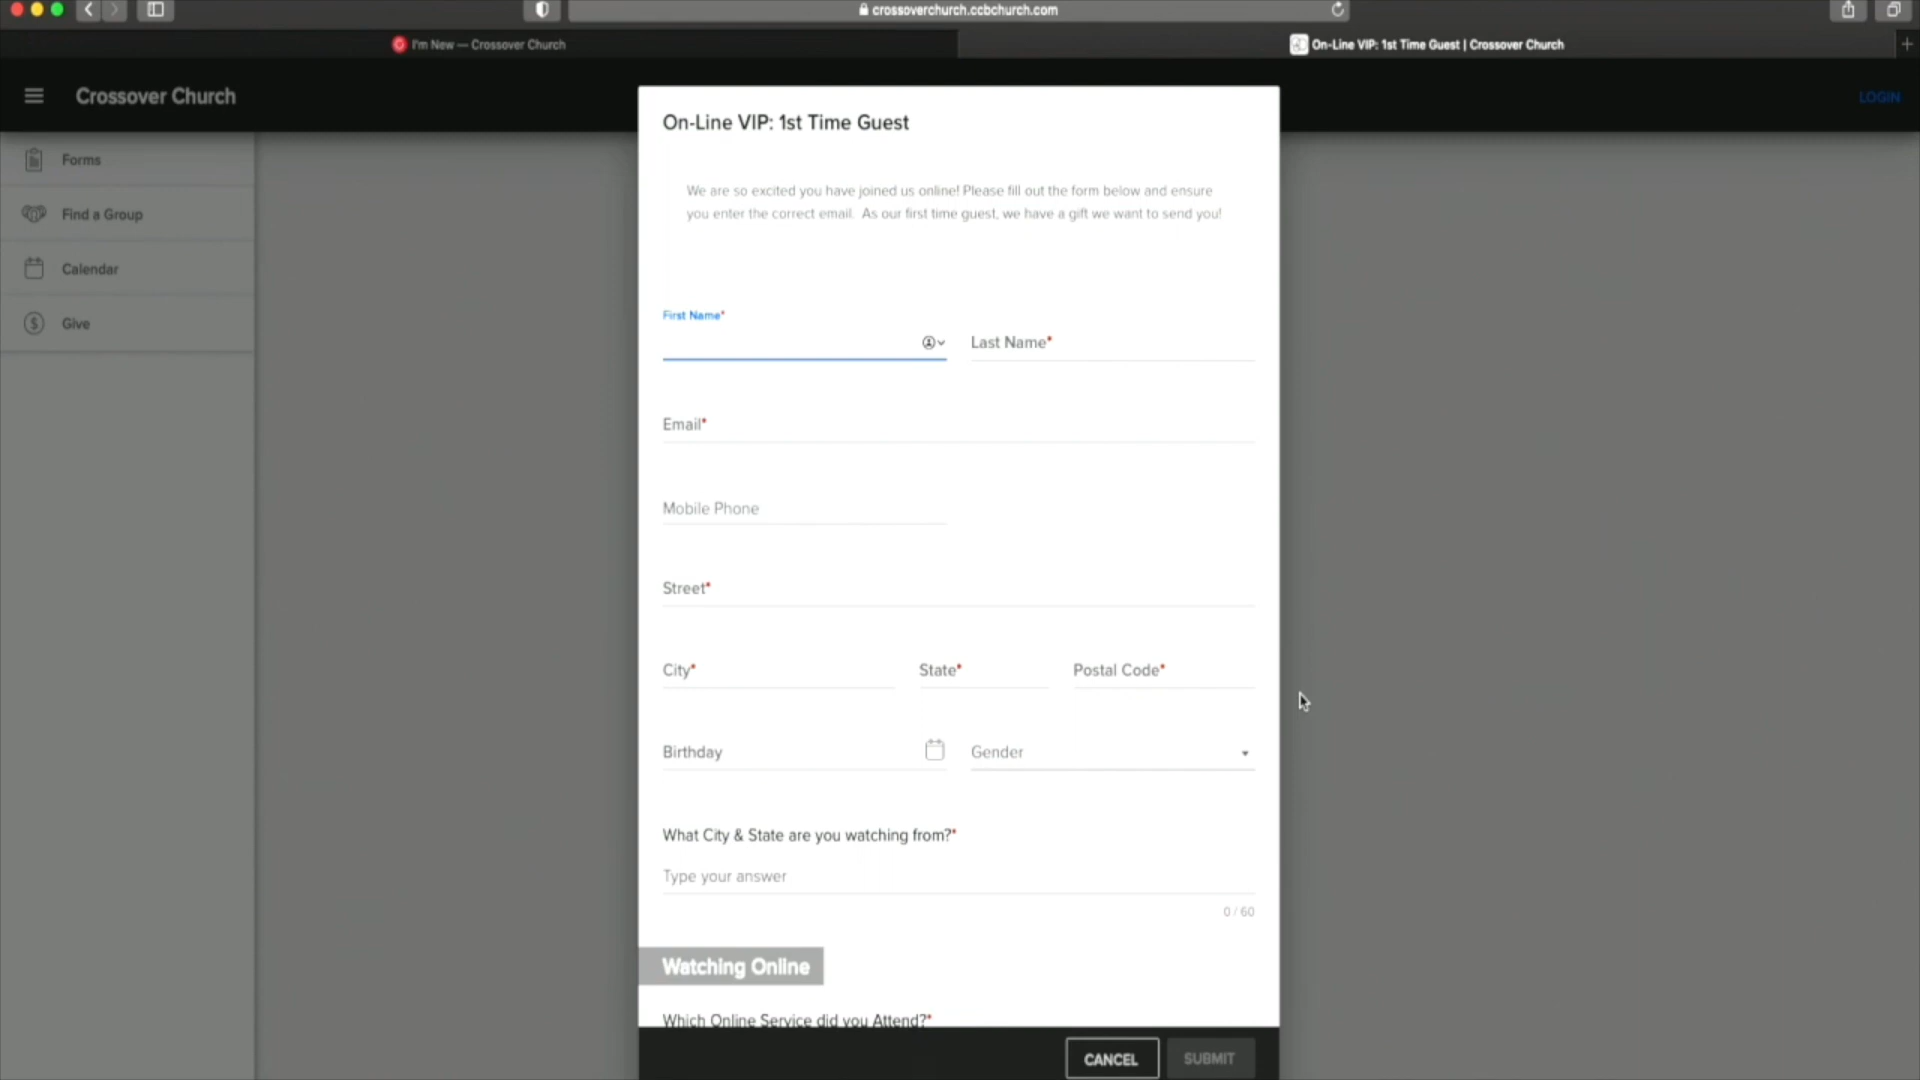 crossoverchurch.ccbchurch.com
I'm New — Crossover Church
On-Line VIP: 1st Time Guest | Crossover Church
Crossover Church
LOGIN
Forms
Find a Group
Calendar
Give
On-Line VIP: 1st Time Guest
We are so excited you have joined us online! Please fill out the form below and ensure
you enter the correct email. As our first time guest, we have a gift we want to send you!
First Name*
Last Name*
Email*
Mobile Phone
Street*
City* State* Postal Code*
Birthday Gender
What City & State are you watching from?*
Type your answer
0 / 60
Watching Online
Which Online Service did you Attend?*
CANCEL SUBMIT